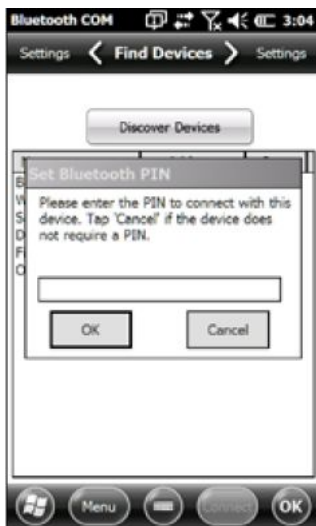 Bluetooth COM 3:04
Settings Find Devices Settings
Discover Devices
Set Bluetooth PIN
Please enter the PIN to connect with this
device. Tap 'Cancel' if the device does
not require a PIN.
OK Cancel
Menu Connect OK